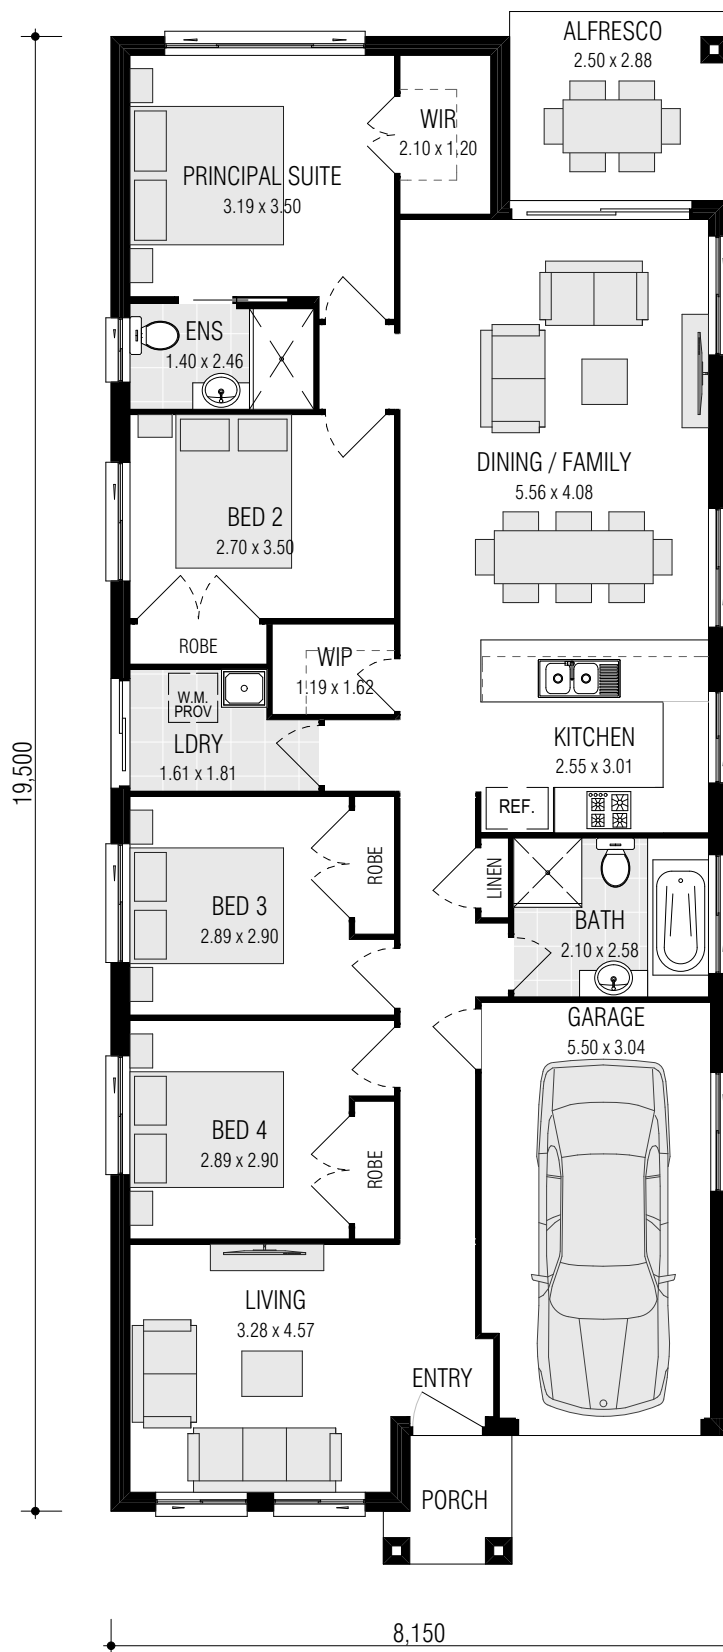 ALFRESCO
2.50 x 2.88
WIR
2.10 x 1.20
PRINCIPAL SUITE
3.19 x 3.50
ENS
1.40 x 2.46
DINING / FAMILY
5.56 x 4.08
BED 2
2.70 x 3.50
ROBE
WIP
1.19 x 1.62
W.M.
PROV
LDRY
1.61 x 1.81
KITCHEN
2.55 x 3.01
REF.
19,500
ROBE
LINEN
BED 3
2.89 x 2.90
BATH
2.10 x 2.58
GARAGE
5.50 x 3.04
BED 4
2.89 x 2.90
ROBE
LIVING
3.28 x 4.57
ENTRY
PORCH
8,150